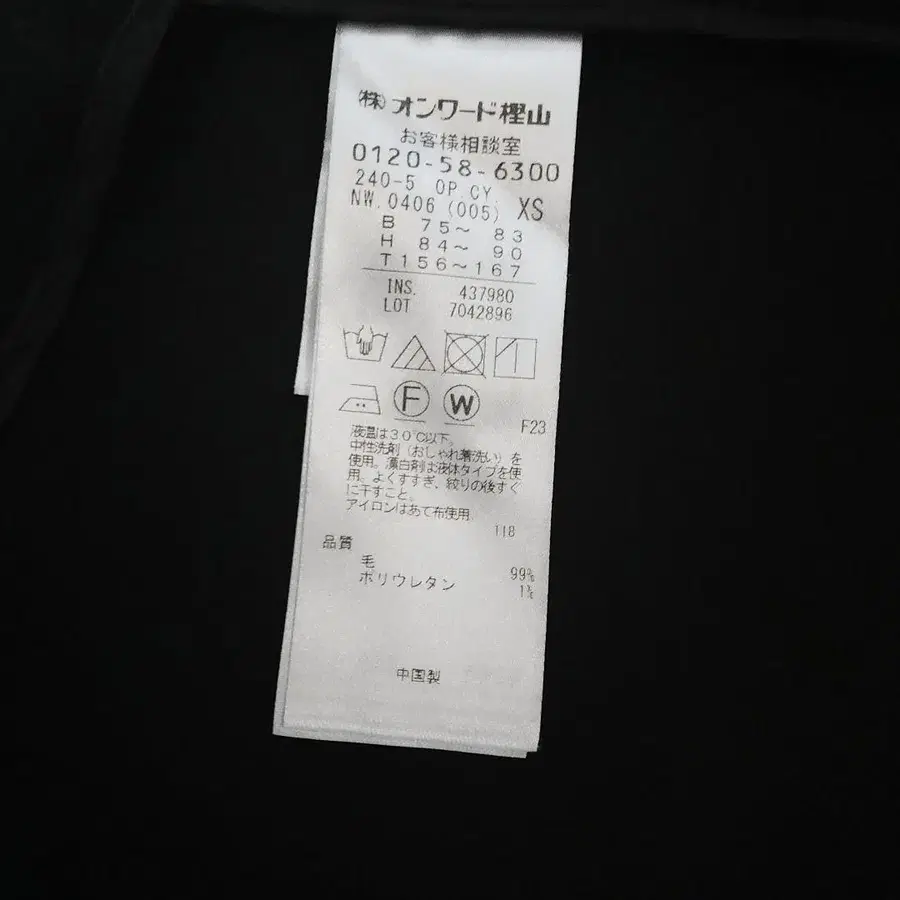 (株)オンワード樫山
お客様相談室
0120-58-6300
240-5 OP.CY.
NW.0406 (005) XS
B 75～ 83
H 84～ 90
T156～167
INS. 437980
LOT 7042896
F W
F23
液温は30℃以下。
中性洗剤（おしゃれ着洗い）を
使用。漂白剤は液体タイプを使
用。よくすすぎ、絞りの後すぐ
に干すこと。
アイロンはあて布使用。
118
品質
毛 99%
ポリウレタン 1%
中国製